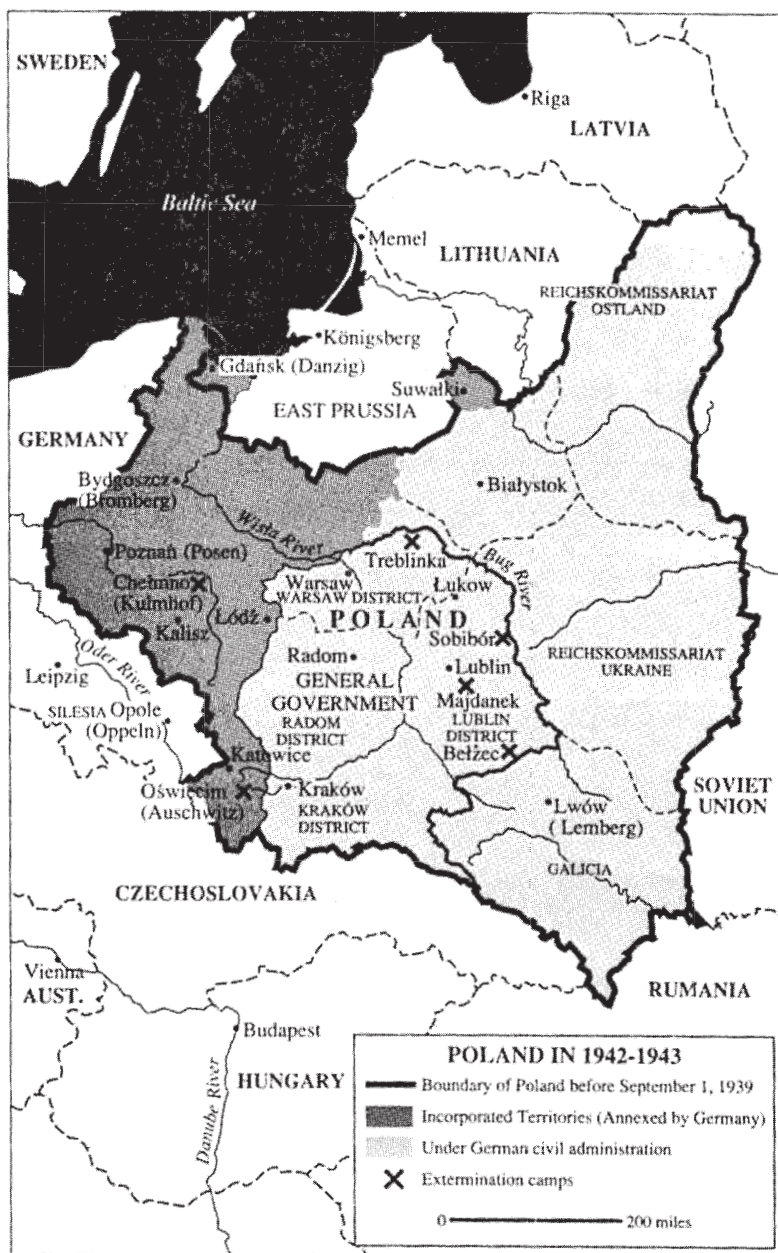 SWEDEN
Riga
LATVIA
Baltic Sea
Memel
LITHUANIA
REICHSKOMMISSARIAT
OSTLAND
Königsberg
Gdańsk (Danzig)
Suwałki
EAST PRUSSIA
GERMANY
Bydgoszcz
(Bromberg)
Białystok
Wisła River
Poznań (Posen)
Treblinka
Bug River
Chełmno
(Kulmhof)
Warsaw
WARSAW DISTRICT
Łukow
Łódź
POLAND
Kalisz
Sobibór
Oder River
Radom
Lublin
REICHSKOMMISSARIAT
UKRAINE
Leipzig
GENERAL
GOVERNMENT
Majdanek
SILESIA
Opole
(Oppeln)
RADOM
DISTRICT
LUBLIN
DISTRICT
Bełżec
Katowice
SOVIET
UNION
Oświęcim
(Auschwitz)
Kraków
KRAKÓW
DISTRICT
Lwów
(Lemberg)
GALICIA
CZECHOSLOVAKIA
Vienna
AUST.
RUMANIA
Budapest
HUNGARY
Danube River
POLAND IN 1942-1943
Boundary of Poland before September 1, 1939
Incorporated Territories (Annexed by Germany)
Under German civil administration
Extermination camps
0 200 miles